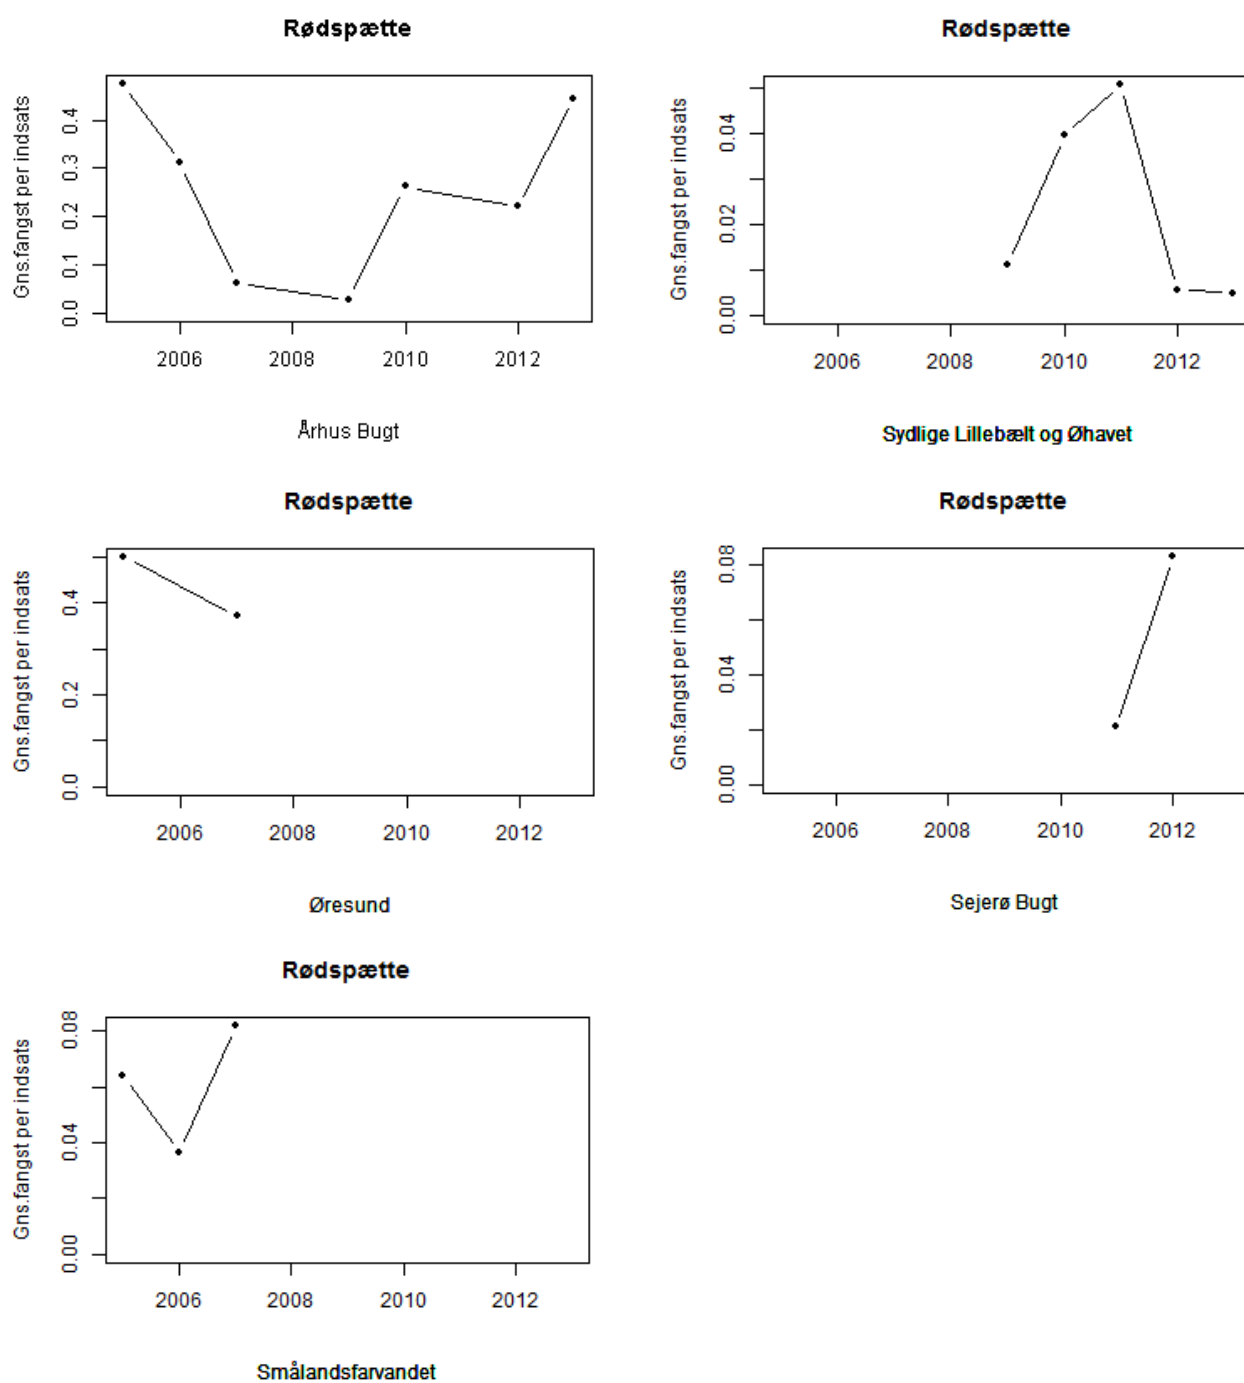 Rødspætte
Gns.fangst per indsats
0.0 0.1 0.2 0.3 0.4
2006 2008 2010 2012
Århus Bugt
Rødspætte
Gns.fangst per indsats
0.00 0.02 0.04
2006 2008 2010 2012
Sydlige Lillebælt og Øhavet
Rødspætte
Gns.fangst per indsats
0.0 0.2 0.4
2006 2008 2010 2012
Øresund
Rødspætte
Gns.fangst per indsats
0.00 0.04 0.08
2006 2008 2010 2012
Sejerø Bugt
Rødspætte
Gns.fangst per indsats
0.00 0.04 0.08
2006 2008 2010 2012
Smålandsfarvandet